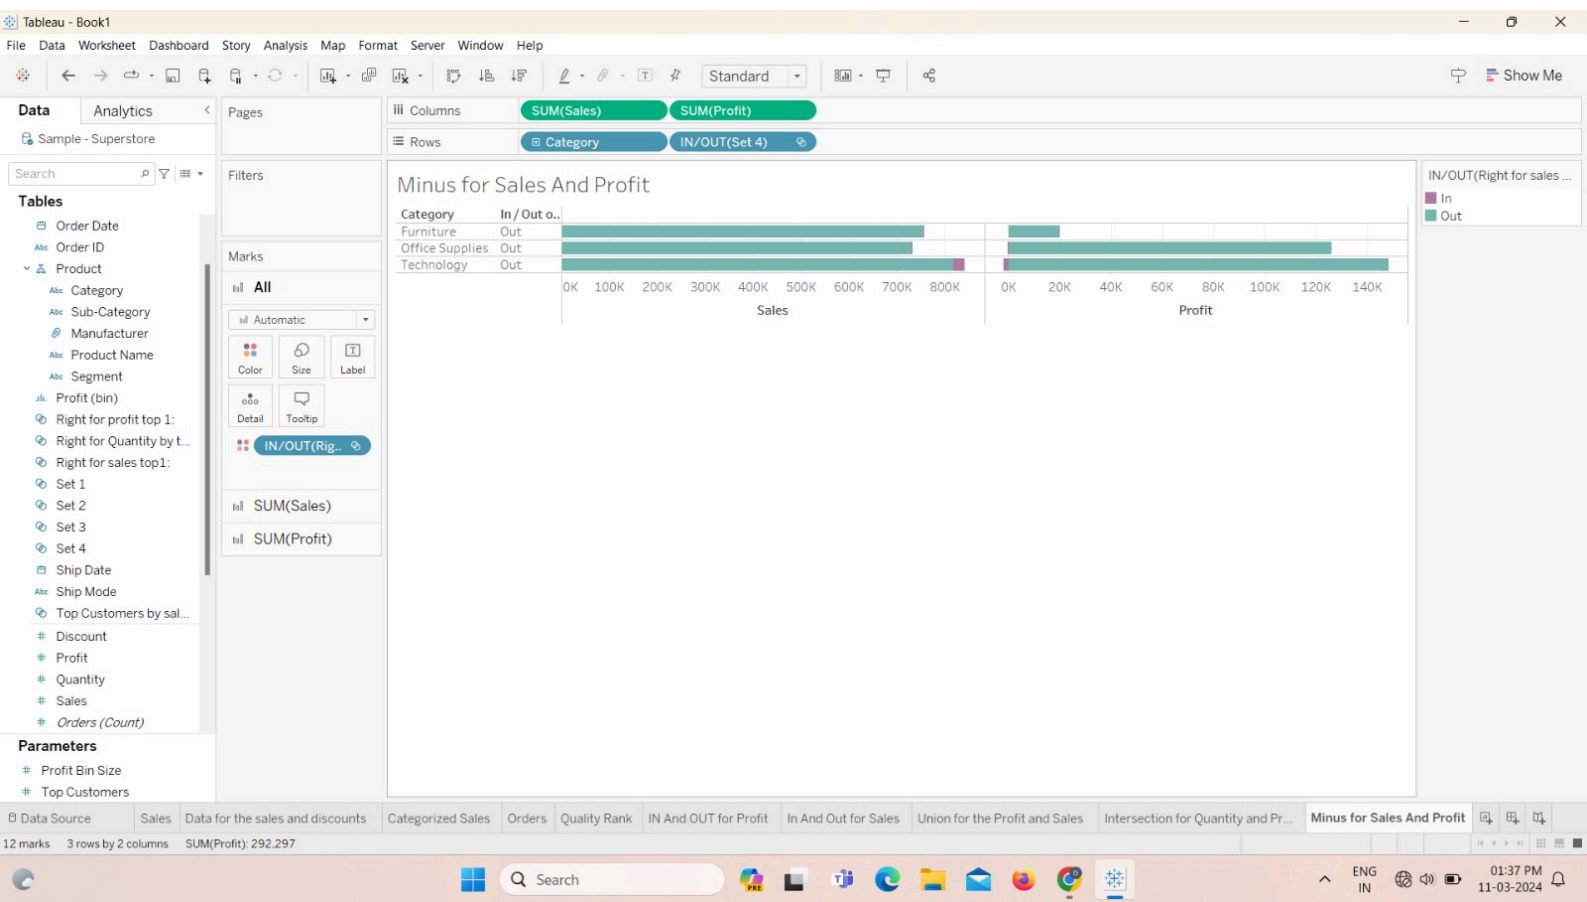 Tableau - Book1
File Data Worksheet Dashboard Story Analysis Map Format Server Window Help
Standard
Show Me
Data Analytics
Sample - Superstore
Search
Tables
Order Date
Abc Order ID
Product
Abc Category
Abc Sub-Category
Manufacturer
Abc Product Name
Abc Segment
Profit (bin)
Right for profit top 1:
Right for Quantity by t...
Right for sales top1:
Set 1
Set 2
Set 3
Set 4
Ship Date
Abc Ship Mode
Top Customers by sal...
# Discount
# Profit
# Quantity
# Sales
# Orders (Count)
Parameters
# Profit Bin Size
# Top Customers
Pages
Filters
Marks
All
Automatic
Color Size Label
Detail Tooltip
IN/OUT(Rig..
SUM(Sales)
SUM(Profit)
Columns SUM(Sales) SUM(Profit)
Rows Category IN/OUT(Set 4)
Minus for Sales And Profit
Category In / Out o..
Furniture Out
Office Supplies Out
Technology Out
0K 100K 200K 300K 400K 500K 600K 700K 800K 0K 20K 40K 60K 80K 100K 120K 140K
Sales Profit
IN/OUT(Right for sales ...
In
Out
Data Source Sales Data for the sales and discounts Categorized Sales Orders Quality Rank IN And OUT for Profit In And Out for Sales Union for the Profit and Sales Intersection for Quantity and Pr... Minus for Sales And Profit
12 marks 3 rows by 2 columns SUM(Profit): 292,297
Search
PRE
ENG
IN
01:37 PM
11-03-2024